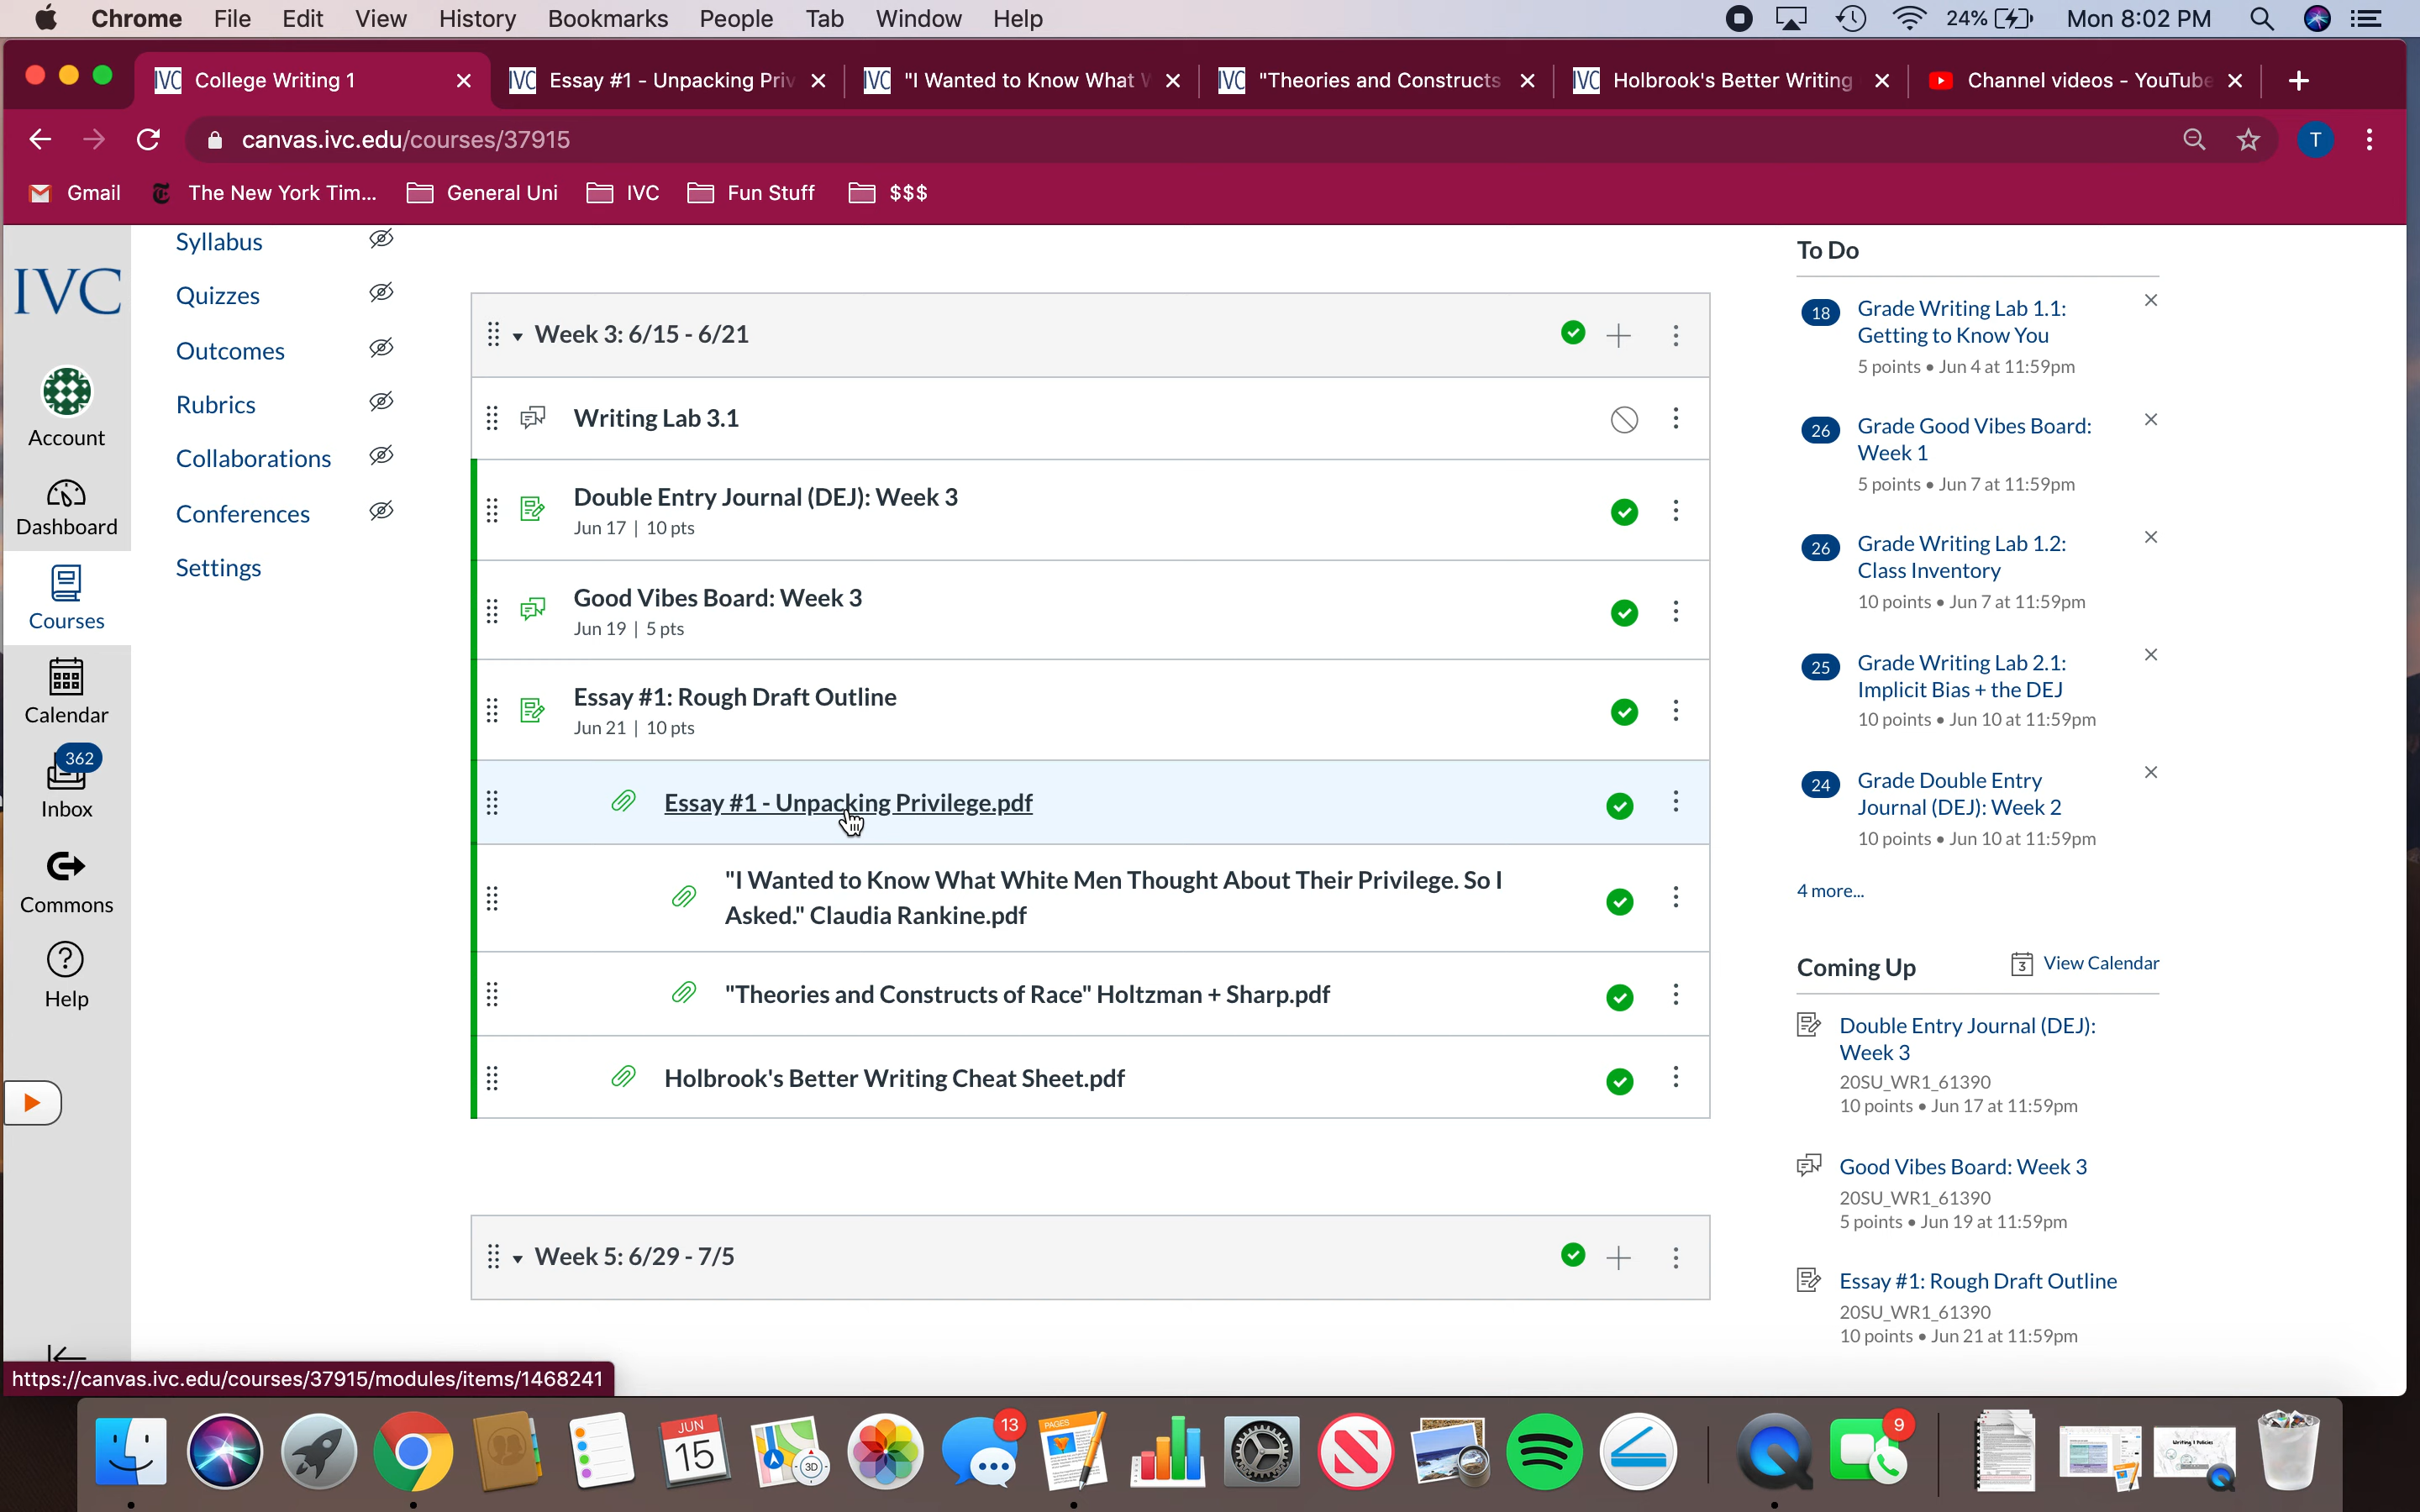 Chrome File Edit View History Bookmarks People Tab Window Help 24% Mon 8:02 PM
IVC College Writing 1 IVC Essay #1 - Unpacking Priv IVC "I Wanted to Know What IVC "Theories and Constructs IVC Holbrook's Better Writing Channel videos - YouTube
canvas.ivc.edu/courses/37915 T
Gmail The New York Tim... General Uni IVC Fun Stuff $$$
IVC
Account
Dashboard
Courses
Calendar
362
Inbox
Commons
Help
Syllabus
Quizzes
Outcomes
Rubrics
Collaborations
Conferences
Settings
Week 3: 6/15 - 6/21
Writing Lab 3.1
Double Entry Journal (DEJ): Week 3
Jun 17 | 10 pts
Good Vibes Board: Week 3
Jun 19 | 5 pts
Essay #1: Rough Draft Outline
Jun 21 | 10 pts
Essay #1 - Unpacking Privilege.pdf
"I Wanted to Know What White Men Thought About Their Privilege. So I
Asked." Claudia Rankine.pdf
"Theories and Constructs of Race" Holtzman + Sharp.pdf
Holbrook's Better Writing Cheat Sheet.pdf
Week 5: 6/29 - 7/5
To Do
18 Grade Writing Lab 1.1:
Getting to Know You
5 points • Jun 4 at 11:59pm
26 Grade Good Vibes Board:
Week 1
5 points • Jun 7 at 11:59pm
26 Grade Writing Lab 1.2:
Class Inventory
10 points • Jun 7 at 11:59pm
25 Grade Writing Lab 2.1:
Implicit Bias + the DEJ
10 points • Jun 10 at 11:59pm
24 Grade Double Entry
Journal (DEJ): Week 2
10 points • Jun 10 at 11:59pm
4 more...
Coming Up 3 View Calendar
Double Entry Journal (DEJ):
Week 3
20SU_WR1_61390
10 points • Jun 17 at 11:59pm
Good Vibes Board: Week 3
20SU_WR1_61390
5 points • Jun 19 at 11:59pm
Essay #1: Rough Draft Outline
20SU_WR1_61390
10 points • Jun 21 at 11:59pm
https://canvas.ivc.edu/courses/37915/modules/items/1468241
JUN
15
3D
13
PAGES
9
Writing 1 Policies